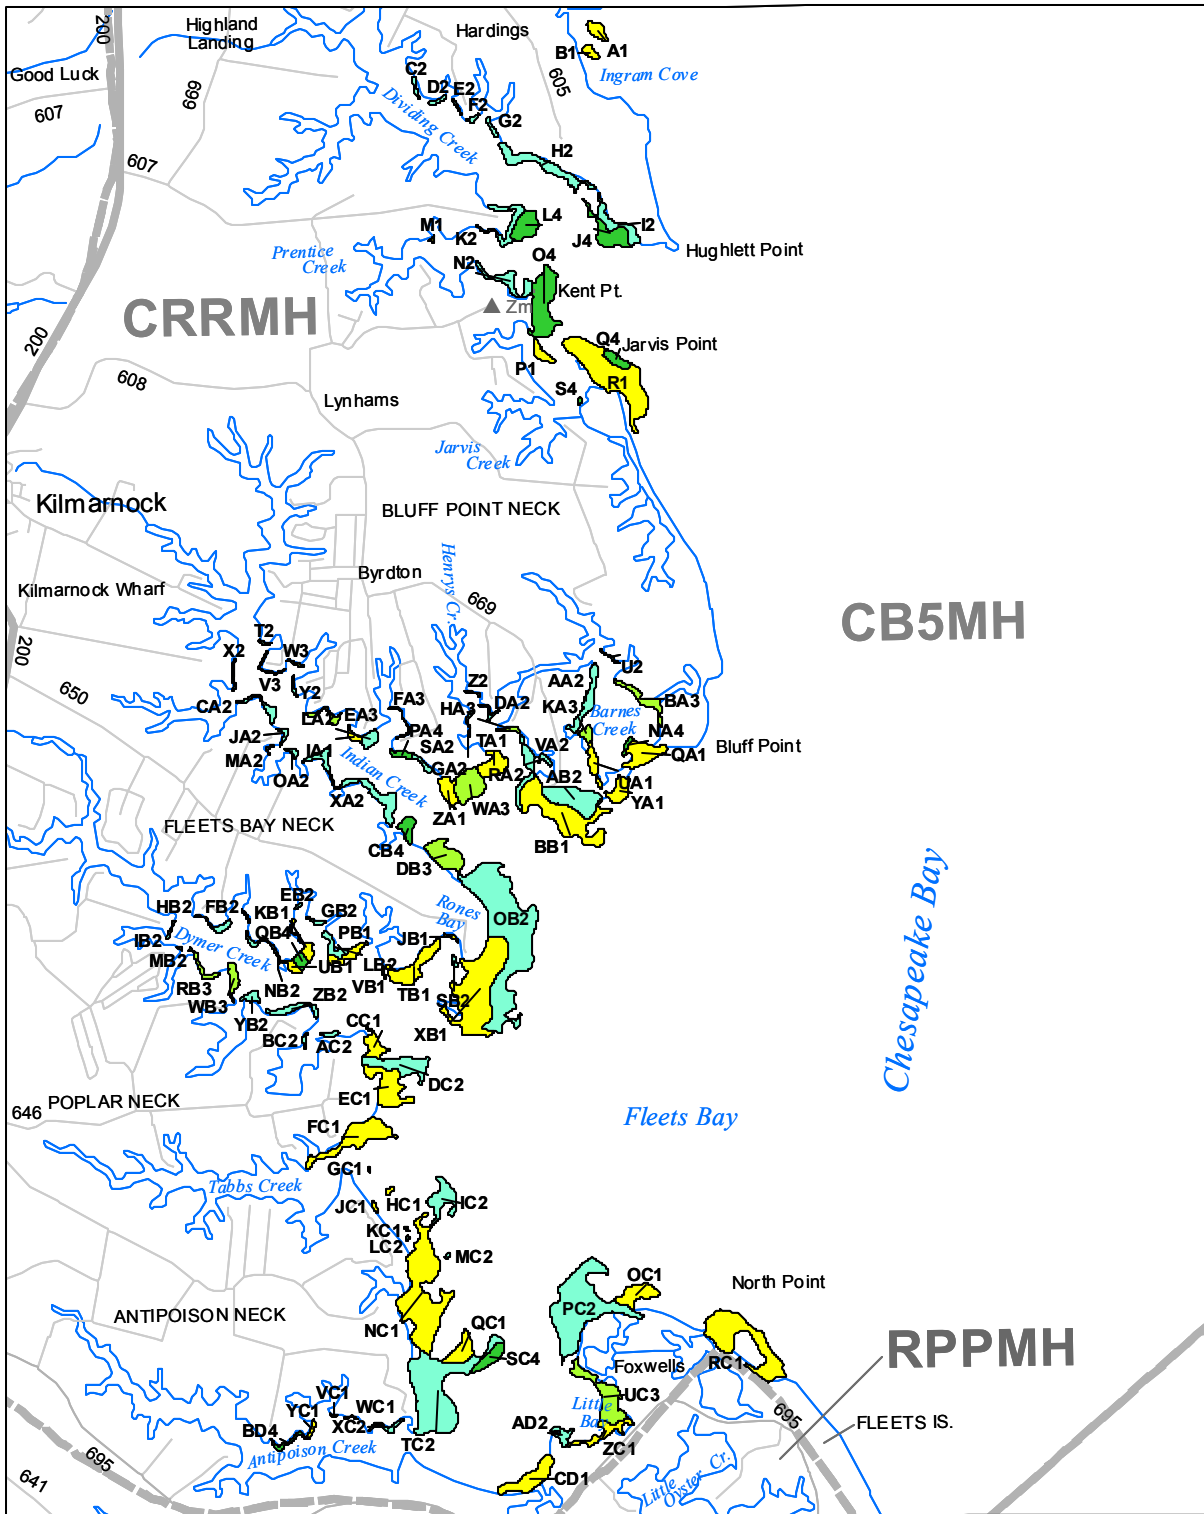 200
Highland
Landing
Hardings
B1
A1
Good Luck
Ingram Cove
605
699
607
C2
D2
E2
F2
G2
Dividing Creek
H2
607
M1
K2
L4
I2
J4
Hughlett Point
Prentice
Creek
N2
O4
Kent Pt.
Zm
CRRMH
200
P1
Q4
Jarvis Point
R1
S4
608
Lynhams
Jarvis
Creek
Kilmarnock
BLUFF POINT NECK
Byrdton
Henrys Cr.
669
Kilmarnock Wharf
CB5MH
200
T2
X2
W3
V3
Y2
CA2
650
U2
Z2
AA2
DA2
FA3
HA3
KA3
BA3
Barnes
Creek
LA2
EA3
JA2
IA1
MA2
OA2
PA4
SA2
TA1
VA2
NA4
Bluff Point
QA1
GA2
RA2
AB2
UA1
YA1
Indian Creek
XA2
ZA1
WA3
BB1
FLEETS BAY NECK
CB4
DB3
Rones
Bay
OB2
EB2
HB2
FB2
KB1
GB2
QB4
PB1
JB1
IB2
Dymer Creek
MB2
UB1
LB2
RB3
NB2
VB1
TB1
SB2
WB3
ZB2
YB2
XB1
BC2
AC2
CC1
DC2
EC1
646
POPLAR NECK
FC1
Fleets Bay
Chesapeake Bay
GC1
Tabbs Creek
JC1
HC1
IC2
KC1
LC2
MC2
OC1
North Point
PC2
ANTIPOISON NECK
NC1
QC1
SC4
RC1
RPPMH
Foxwells
UC3
VC1
YC1
WC1
XC2
BD4
TC2
Antipoison Creek
Little
Ba
AD2
ZC1
695
FLEETS IS.
CD1
695
641
Little
Oyster Cr.